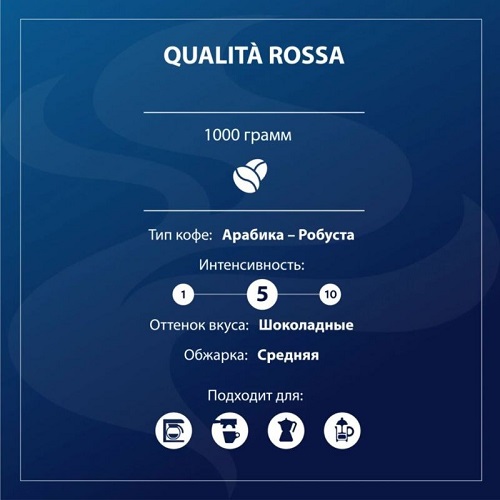 QUALITÀ ROSSA
1000 грамм
Тип кофе: Арабика – Робуста
Интенсивность:
1 5 10
Оттенок вкуса: Шоколадные
Обжарка: Средняя
Подходит для: